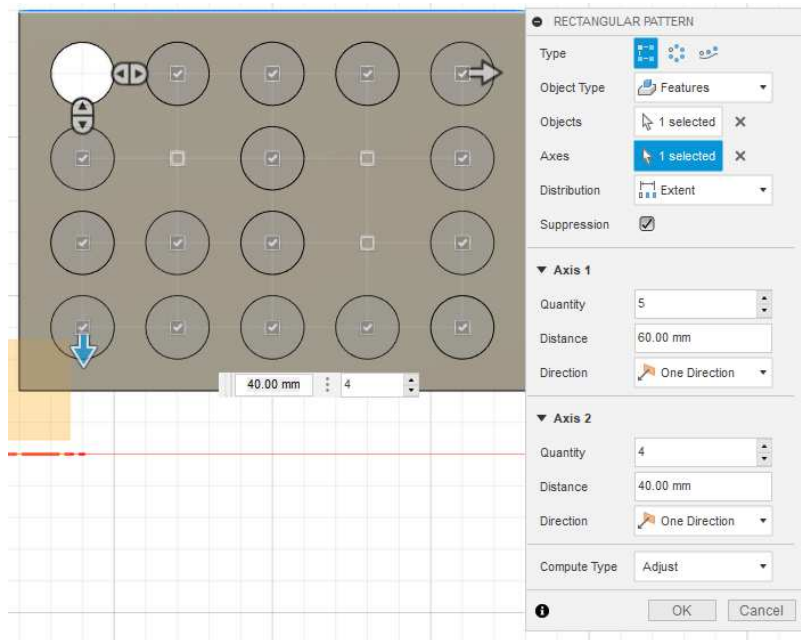 RECTANGULAR PATTERN
Type
Object Type Features
Objects 1 selected
Axes 1 selected
Distribution Extent
Suppression
Axis 1
Quantity 5
Distance 60.00 mm
Direction One Direction
40.00 mm 4
Axis 2
Quantity 4
Distance 40.00 mm
Direction One Direction
Compute Type Adjust
OK Cancel